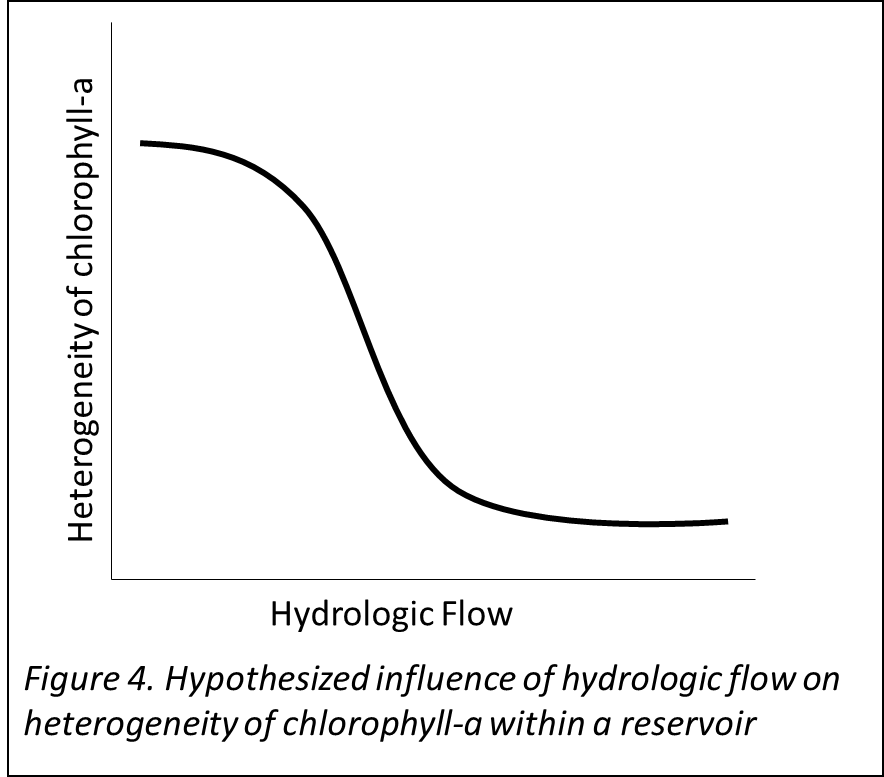 Heterogeneity of chlorophyll-a
Hydrologic Flow
Figure 4. Hypothesized influence of hydrologic flow on
heterogeneity of chlorophyll-a within a reservoir